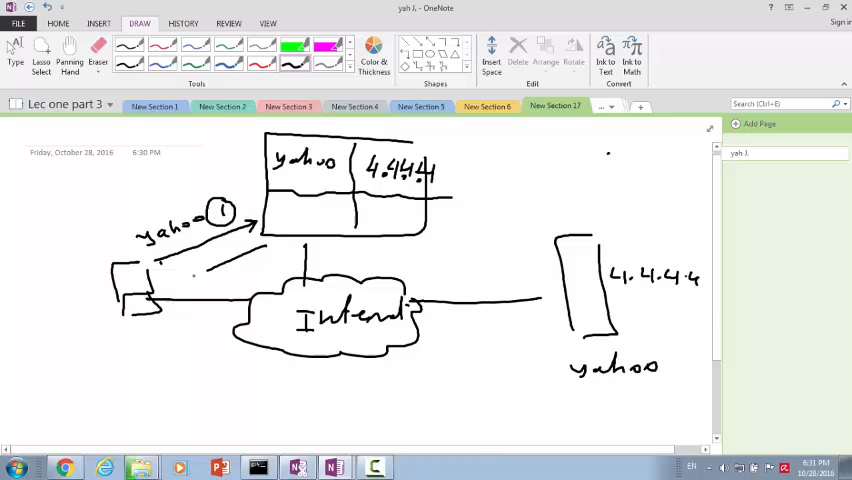 yah J. - OneNote
Sign in
FILE HOME INSERT DRAW HISTORY REVIEW VIEW
Type
Lasso Select
Panning Hand
Eraser
Color & Thickness
Insert Space
Delete
Arrange
Rotate
Ink to Text
Ink to Math
Tools
Shapes
Edit
Convert
Lec one part 3
New Section 1
New Section 2
New Section 3
New Section 4
New Section 5
New Section 6
New Section 17
...
Search (Ctrl+E)
Add Page
yah J.
Friday, October 28, 2016 6:30 PM
yahoo 4.4.4.4
yahoo 1
4.4.4.4
yahoo
EN
6:31 PM
10/28/2016